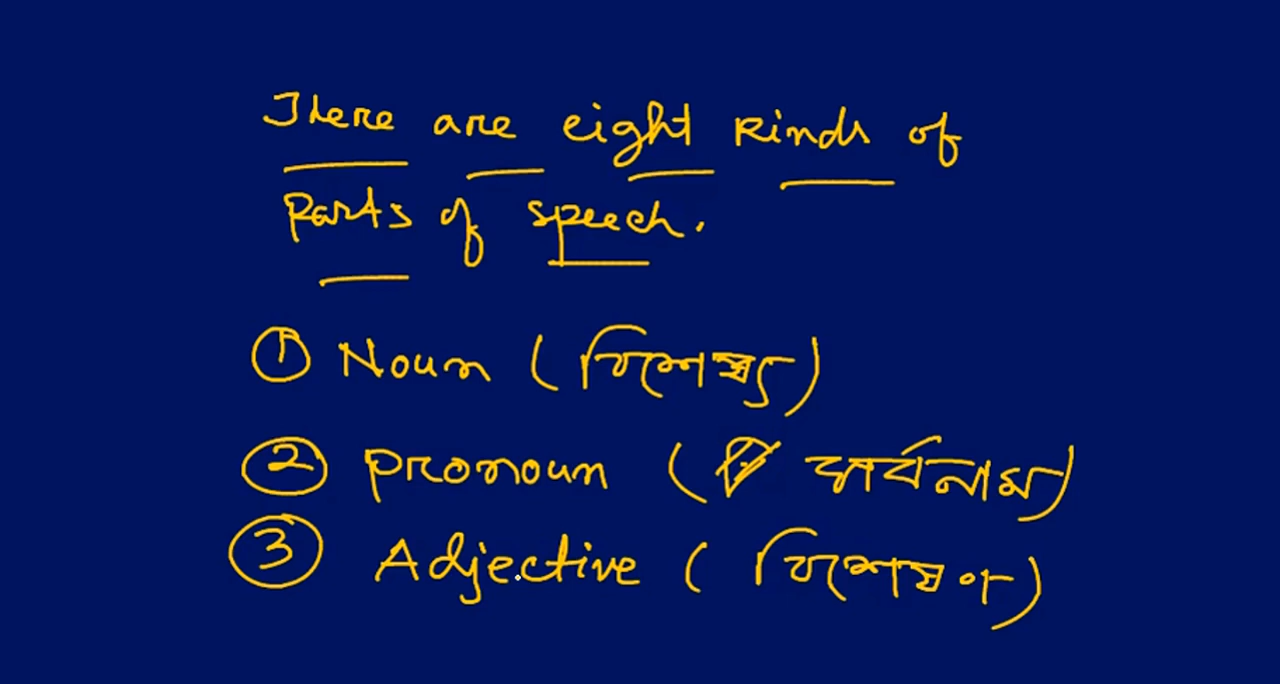 There are eight kinds of
parts of speech.
① Noun (বিশেষ্য)
② pronoun ( সর্বনাম)
③ Adjective (বিশেষণ)